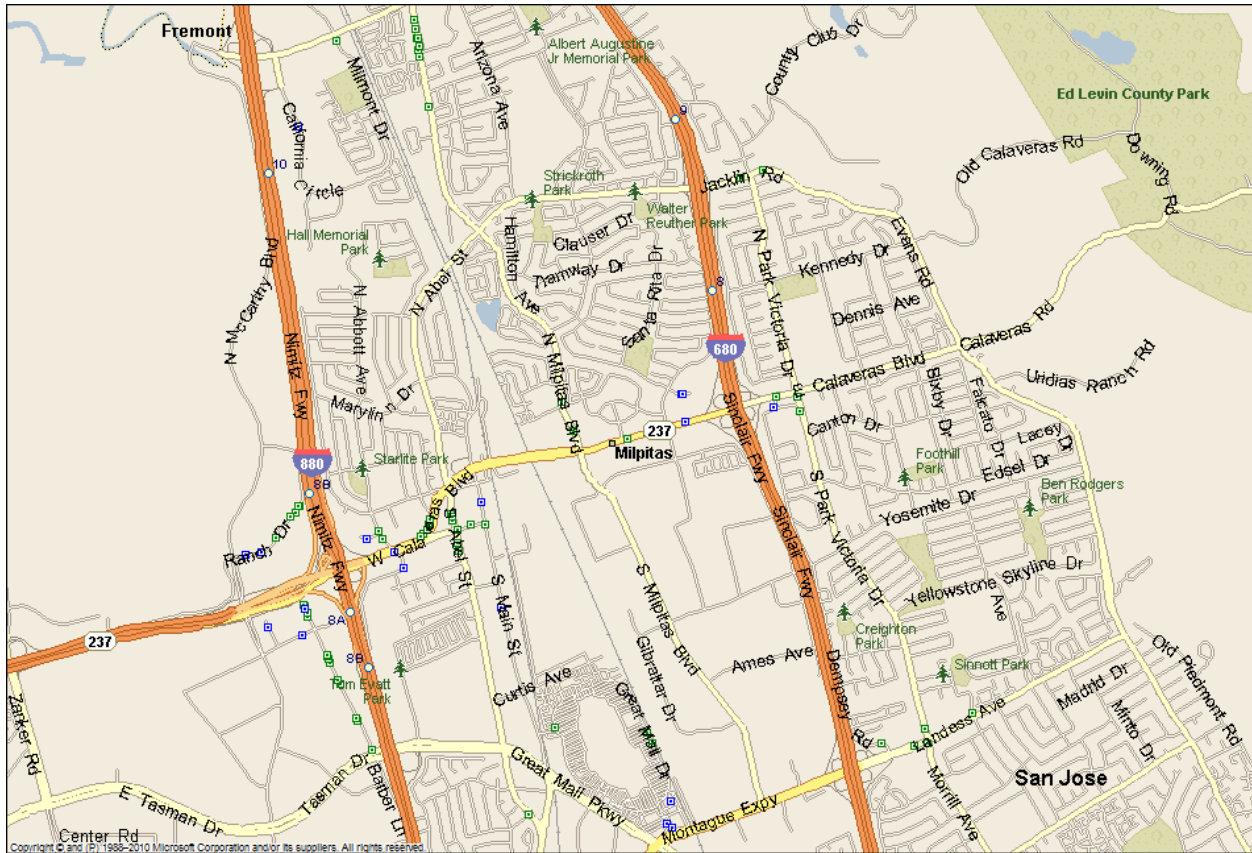 Fremont
Albert Augustine
Jr Memorial Park
County Club Dr
Arizona Ave
Milmont Dr
Ed Levin County Park
9
California Circle
10
Old Calaveras Rd
Downing Rd
Jacklin Rd
Strickroth
Park
Walter
Reuther Park
Hall Memorial
Park
Hamilton Ave
Clauser Dr
N Park Victoria Dr
Evans Rd
N McCarthy Blvd
N Abel St
Tramway Dr
Santa Rita Dr
Kennedy Dr
8
N Abbott Ave
Dennis Ave
Nimitz Fwy
N Milpitas Blvd
680
Calaveras Rd
Calaveras Blvd
Uridias Ranch Rd
Marylinn Dr
Sinclair Fwy
Bixby Dr
Falcato Dr
Canton Dr
Lacey Dr
237
Milpitas
880
Starlite Park
Foothill
Park
Edsel Dr
8B
Ben Rodgers
Park
S Park Victoria Dr
Yosemite Dr
Ranch Dr
Nimitz Fwy
W Calaveras Blvd
S Abel St
Sinclair Fwy
S Main St
S Milpitas Blvd
Yellowstone
Skyline Dr
Ave
8A
Creighton
Park
237
Gibraltar Dr
Ames Ave
8B
Tom Evatt
Park
Sinnott Park
Old Piedmont Rd
Curtis Ave
Great Mall Dr
Dempsey Rd
Landess Ave
Madrid Dr
Minto Dr
Zanker Rd
Tasman Dr
Great Mall Pkwy
San Jose
E Tasman Dr
Barber Ln
Montague Expy
Morrill Ave
Center Rd
Copyright © and (P) 1988–2010 Microsoft Corporation and/or its suppliers. All rights reserved.